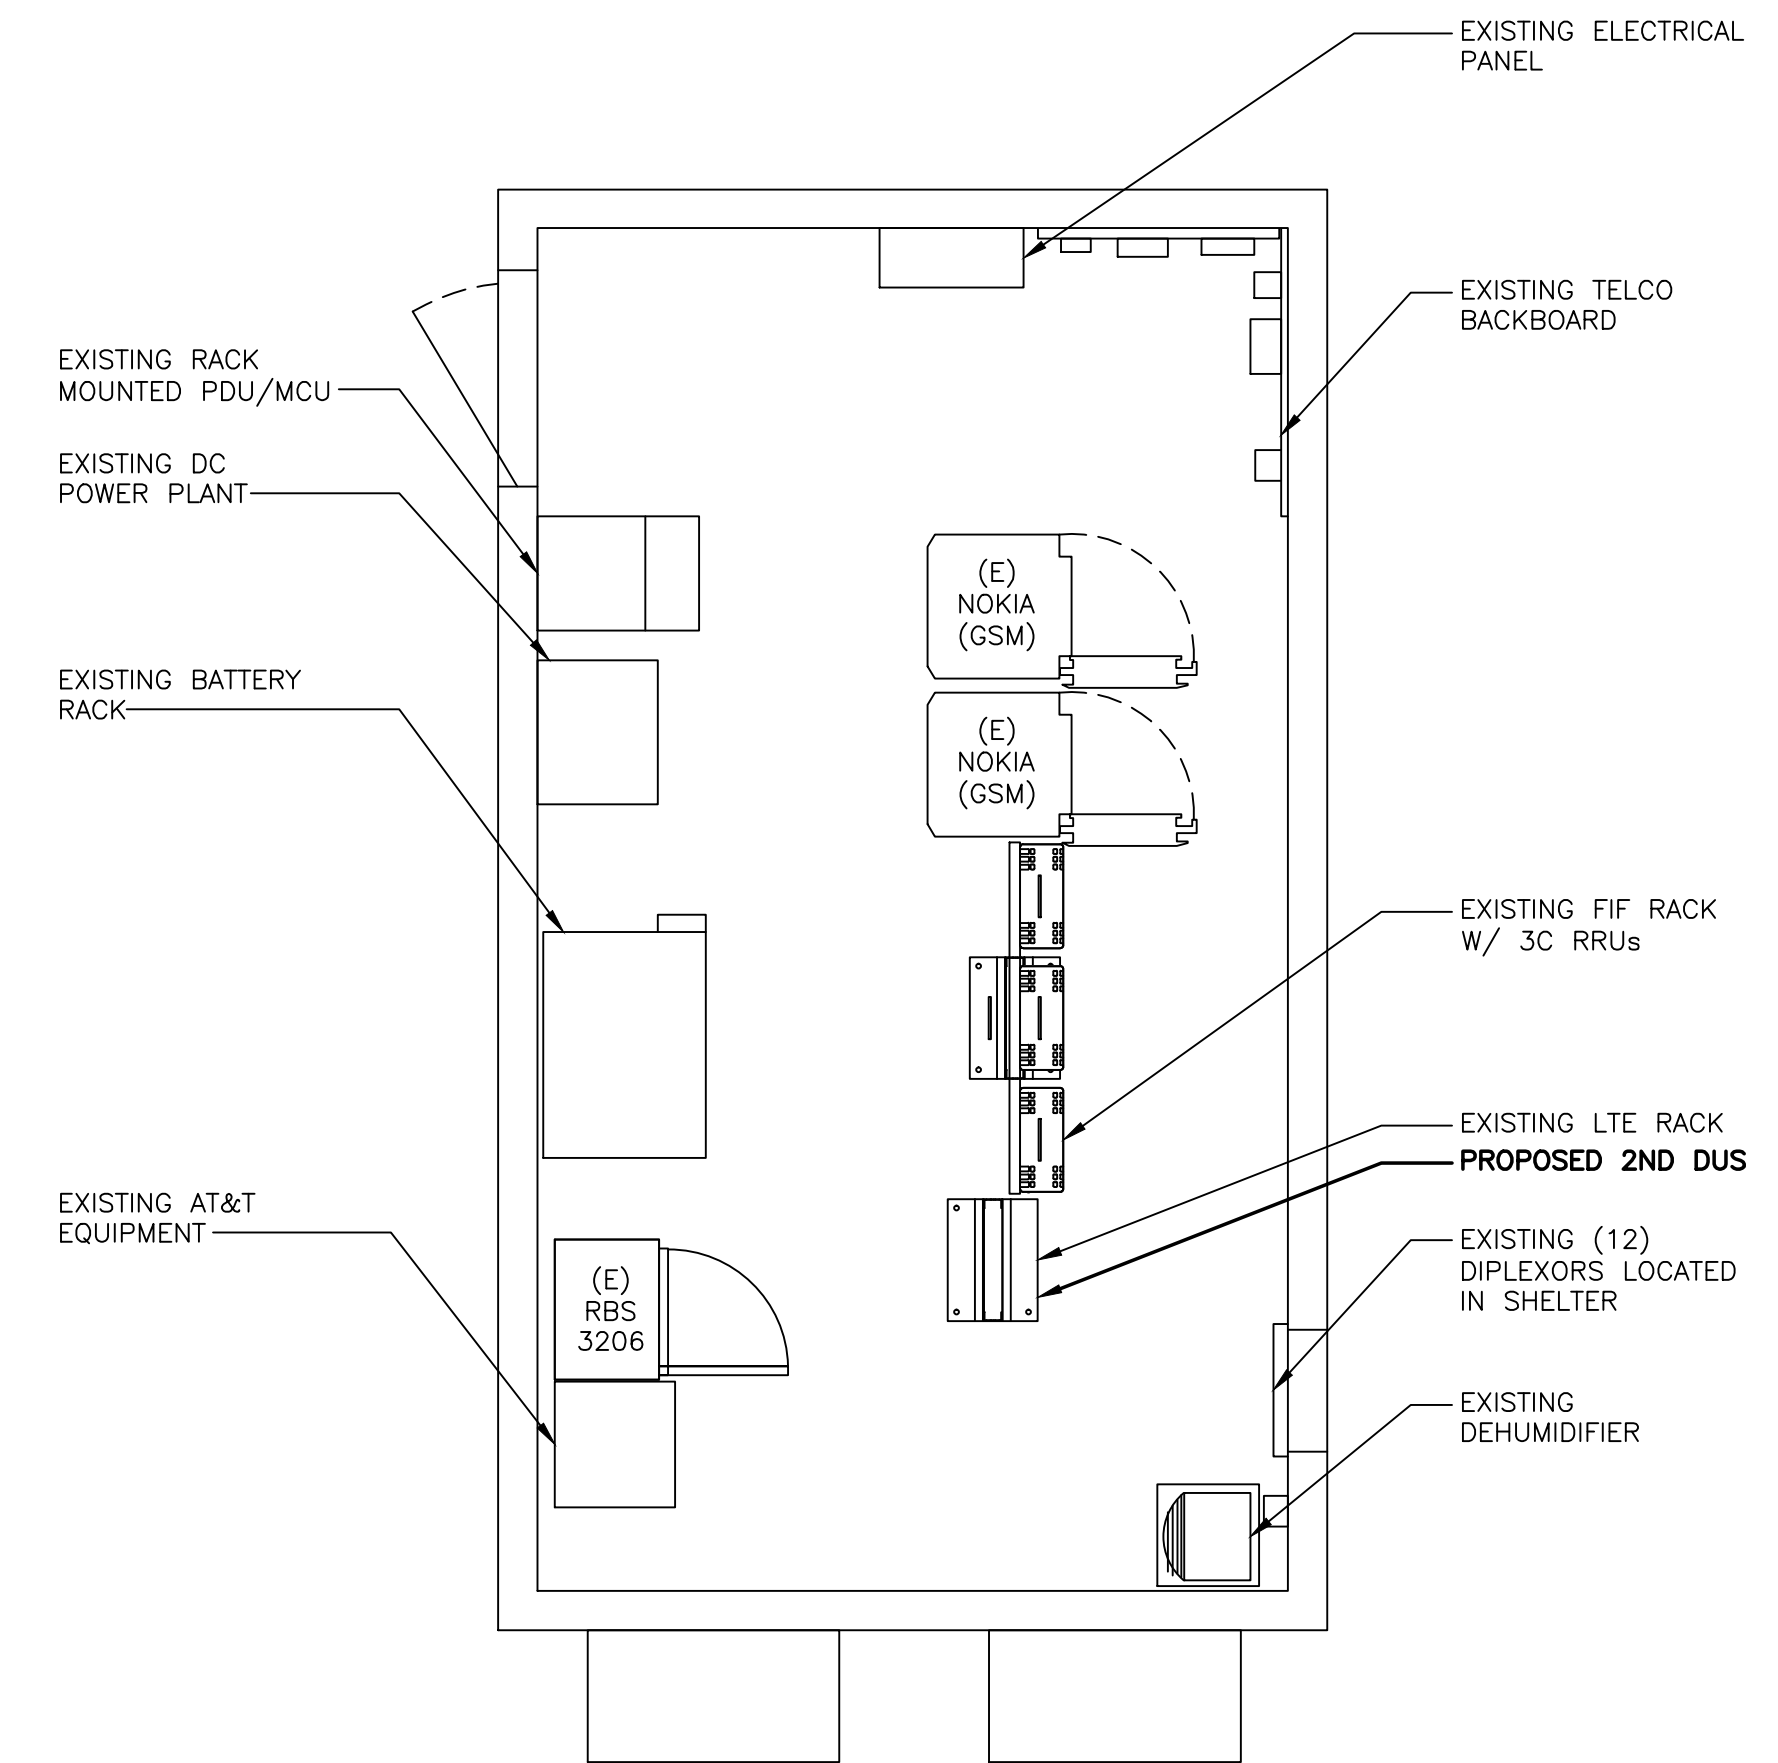 EXISTING ELECTRICAL
PANEL
EXISTING TELCO
BACKBOARD
EXISTING RACK
MOUNTED PDU/MCU
EXISTING DC
POWER PLANT
EXISTING BATTERY
RACK
(E)
NOKIA
(GSM)
(E)
NOKIA
(GSM)
EXISTING FIF RACK
W/ 3C RRUs
EXISTING LTE RACK
PROPOSED 2ND DUS
EXISTING AT&T
EQUIPMENT
(E)
RBS
3206
EXISTING (12)
DIPLEXORS LOCATED
IN SHELTER
EXISTING
DEHUMIDIFIER